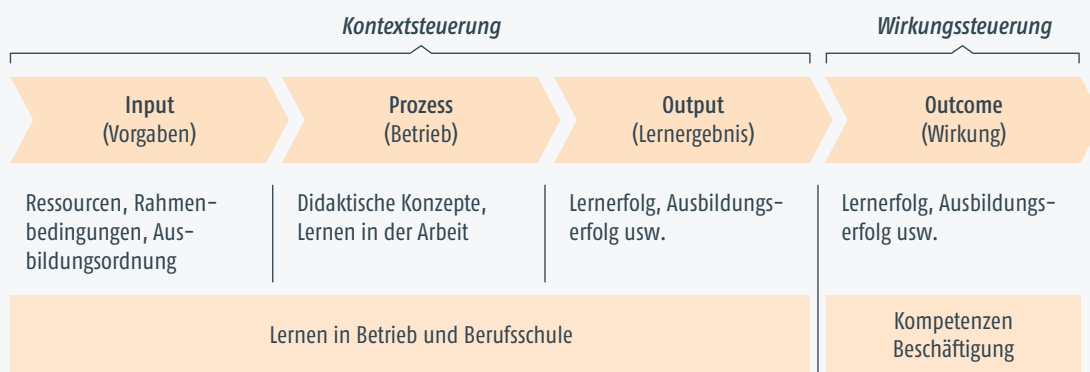 Kontextsteuerung
Wirkungssteuerung
Input
(Vorgaben)
Prozess
(Betrieb)
Output
(Lernergebnis)
Outcome
(Wirkung)
Ressourcen, Rahmen-
bedingungen, Aus-
bildungsordnung
Didaktische Konzepte,
Lernen in der Arbeit
Lernerfolg, Ausbildungs-
erfolg usw.
Lernerfolg, Ausbildungs-
erfolg usw.
Lernen in Betrieb und Berufsschule
Kompetenzen
Beschäftigung